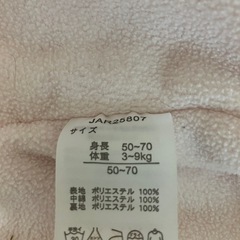 JAR25807
サイズ
身長 50~70
体重 3~9kg
50~70
表地 ポリエステル 100%
中綿 ポリエステル 100%
裏地 ポリエステル 100%